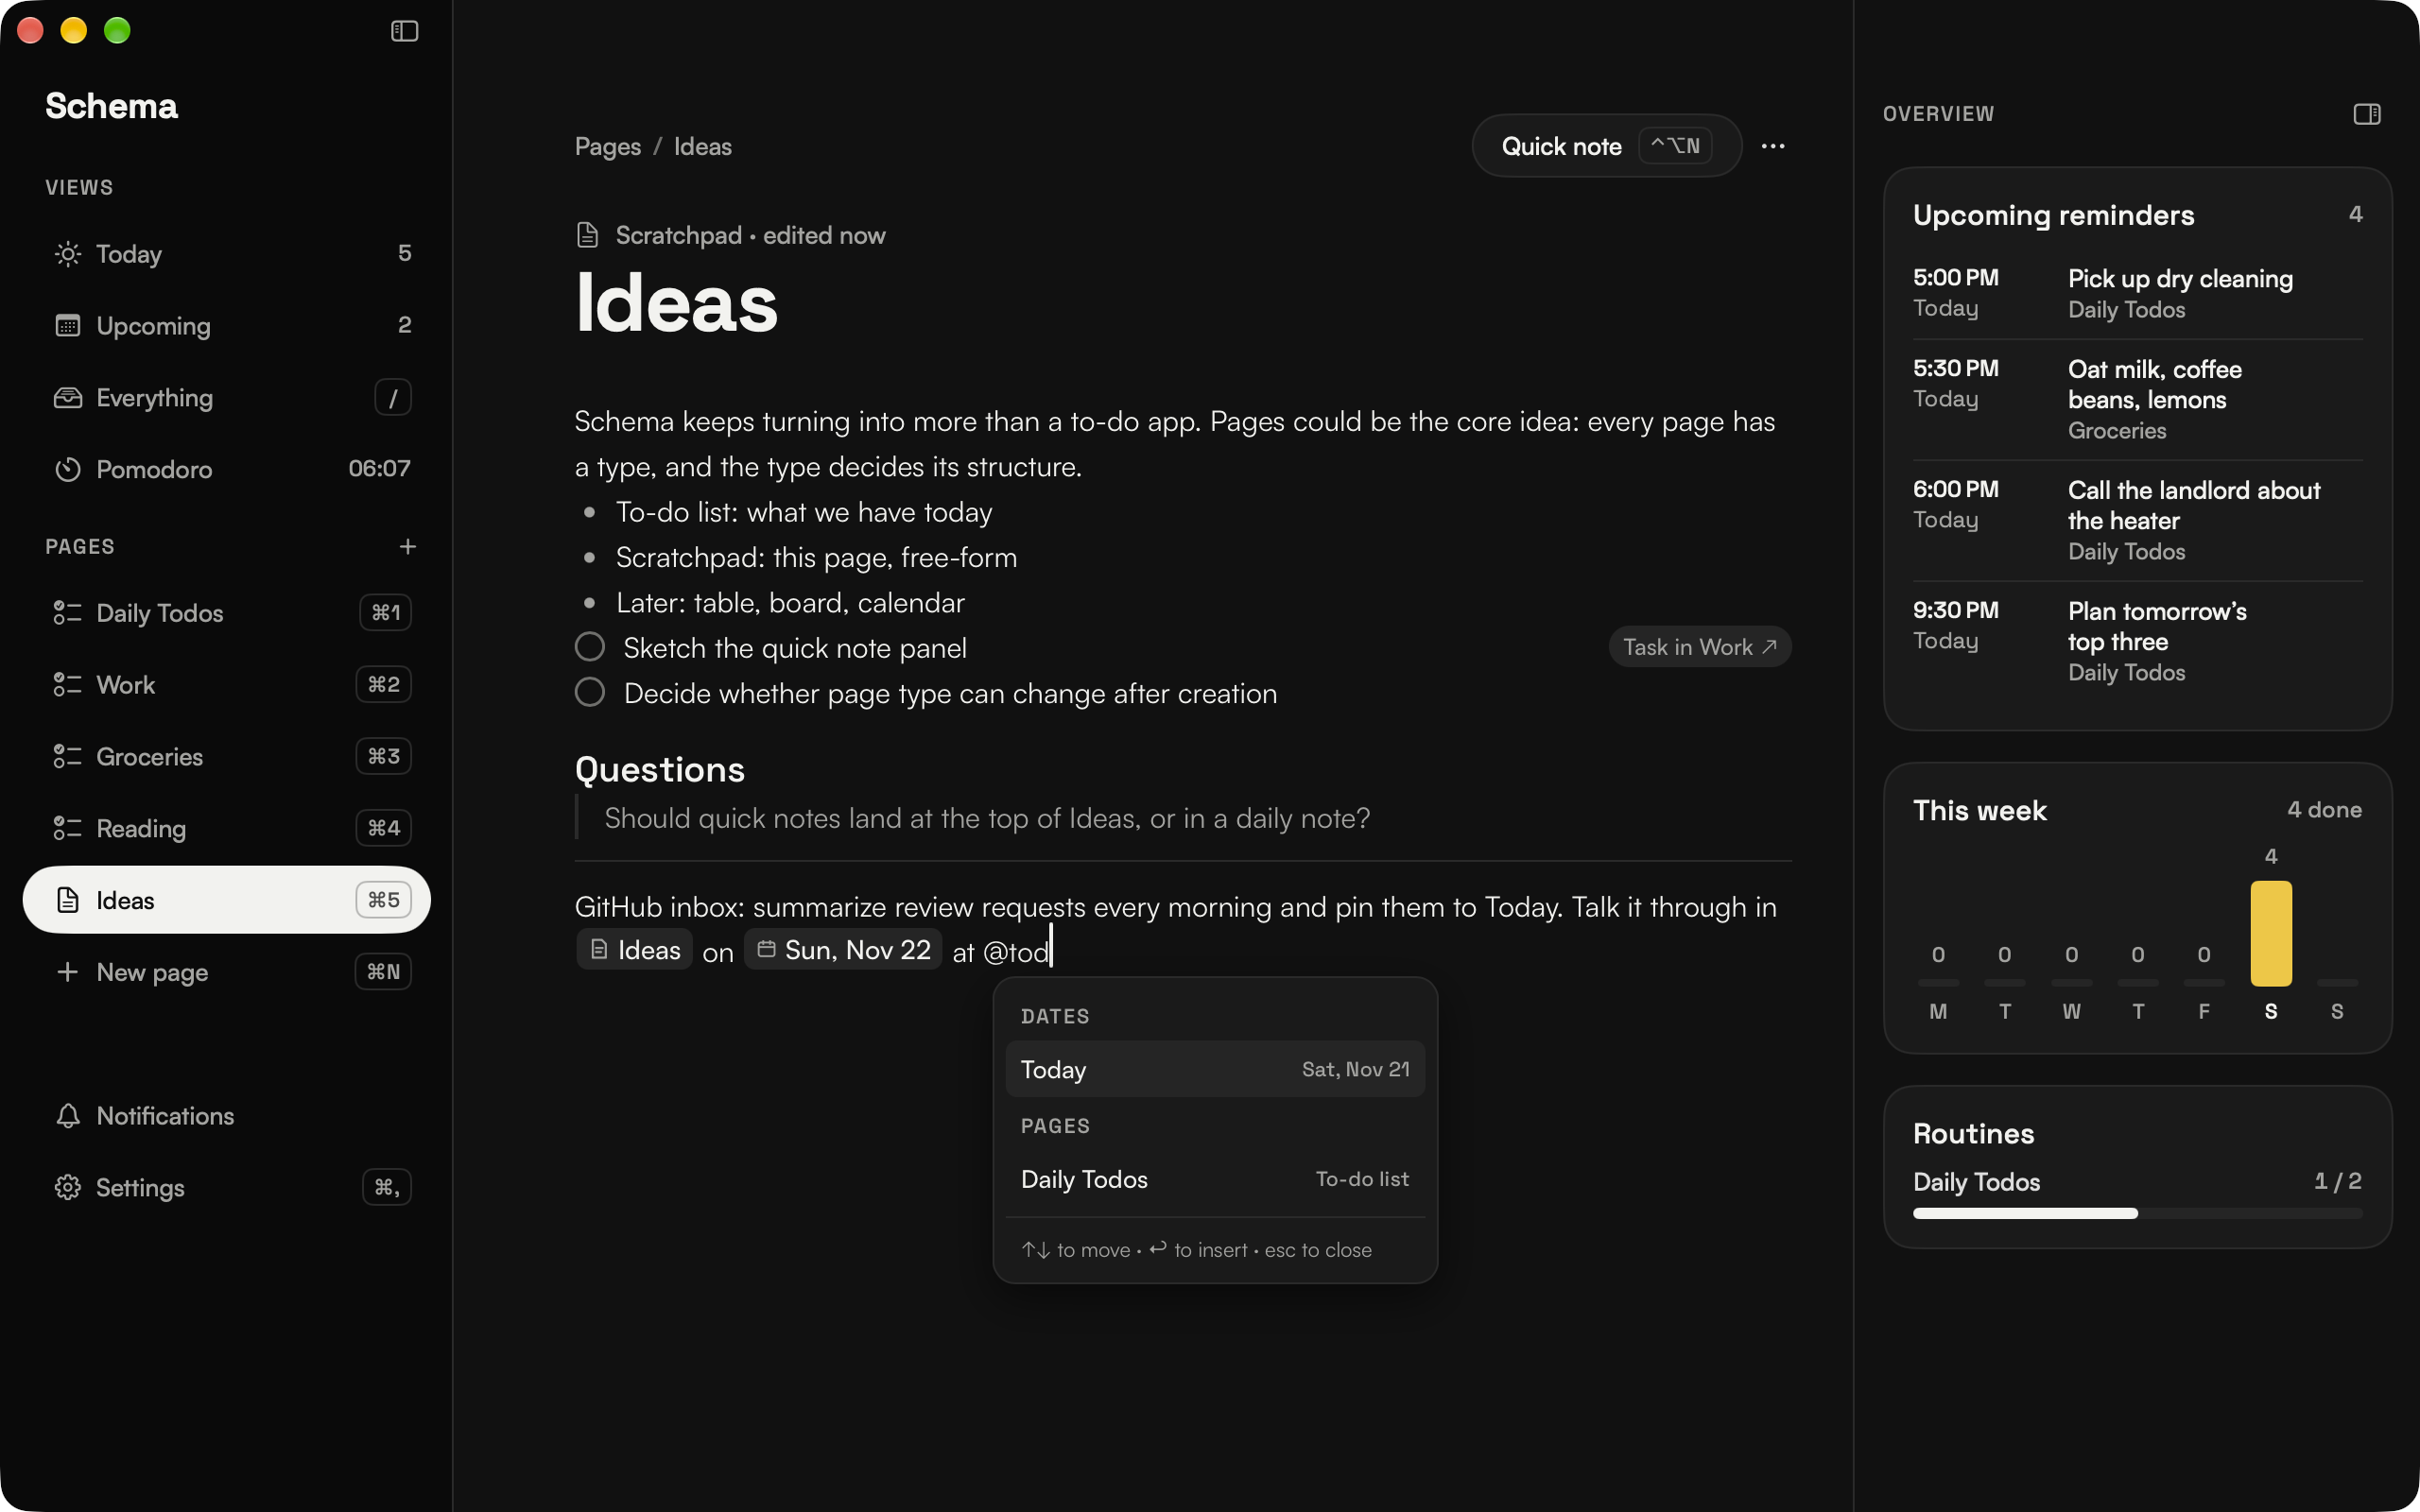 Schema
VIEWS
Today 5
Upcoming 2
Everything /
Pomodoro 06:07
PAGES +
Daily Todos ⌘1
Work ⌘2
Groceries ⌘3
Reading ⌘4
Ideas ⌘5
New page ⌘N
Notifications
Settings ⌘,
Pages / Ideas
Quick note ⌃⌥N
Scratchpad · edited now
Ideas
Schema keeps turning into more than a to-do app. Pages could be the core idea: every page has
a type, and the type decides its structure.
• To-do list: what we have today
• Scratchpad: this page, free-form
• Later: table, board, calendar
Sketch the quick note panel
Task in Work ↗
Decide whether page type can change after creation
Questions
Should quick notes land at the top of Ideas, or in a daily note?
GitHub inbox: summarize review requests every morning and pin them to Today. Talk it through in
Ideas on Sun, Nov 22 at @tod
DATES
Today Sat, Nov 21
PAGES
Daily Todos To-do list
↑↓ to move · ↩ to insert · esc to close
OVERVIEW
Upcoming reminders 4
5:00 PM Pick up dry cleaning
Today Daily Todos
5:30 PM Oat milk, coffee
Today beans, lemons
Groceries
6:00 PM Call the landlord about
Today the heater
Daily Todos
9:30 PM Plan tomorrow’s
Today top three
Daily Todos
This week 4 done
4
0 0 0 0 0
M T W T F S S
Routines
Daily Todos 1 / 2